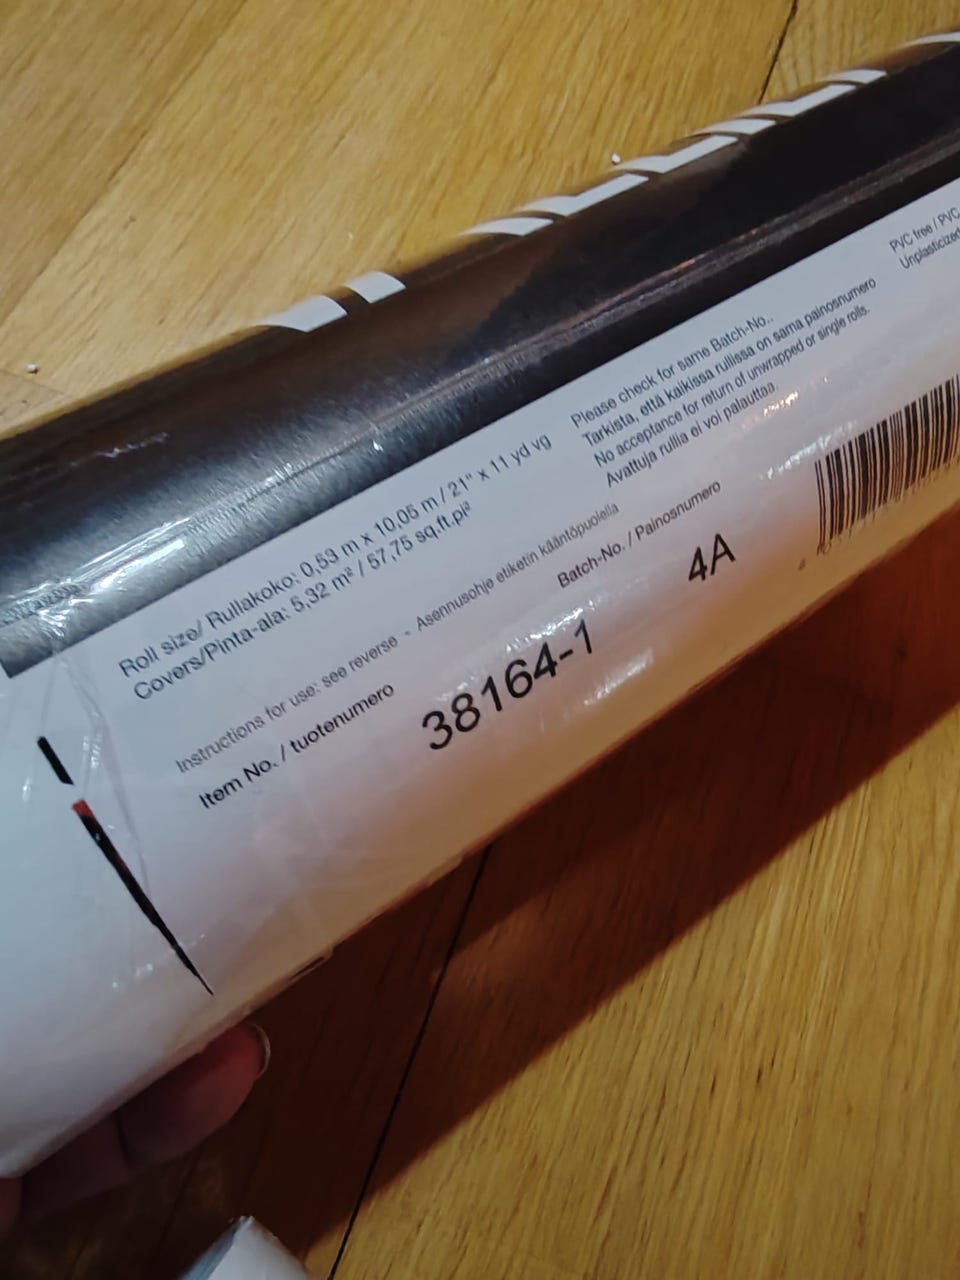 Roll size/ Rullakoko: 0,53 m x 10,05 m / 21" x 11 yd vg
Covers/Pinta-ala: 5,32 m² / 57,75 sq.ft.pi²
Instructions for use: see reverse - Asennusohje etiketin kääntöpuolella
Item No. / tuotenumero
38164-1
Please check for same Batch-No..
Tarkista, että kaikissa rullissa on sama painosnumero
No acceptance for return of unwrapped or single rolls.
Avattuja rullia ei voi palauttaa.
Batch-No. / Painosnumero
4A
PVC free / PVC
Unplasticized